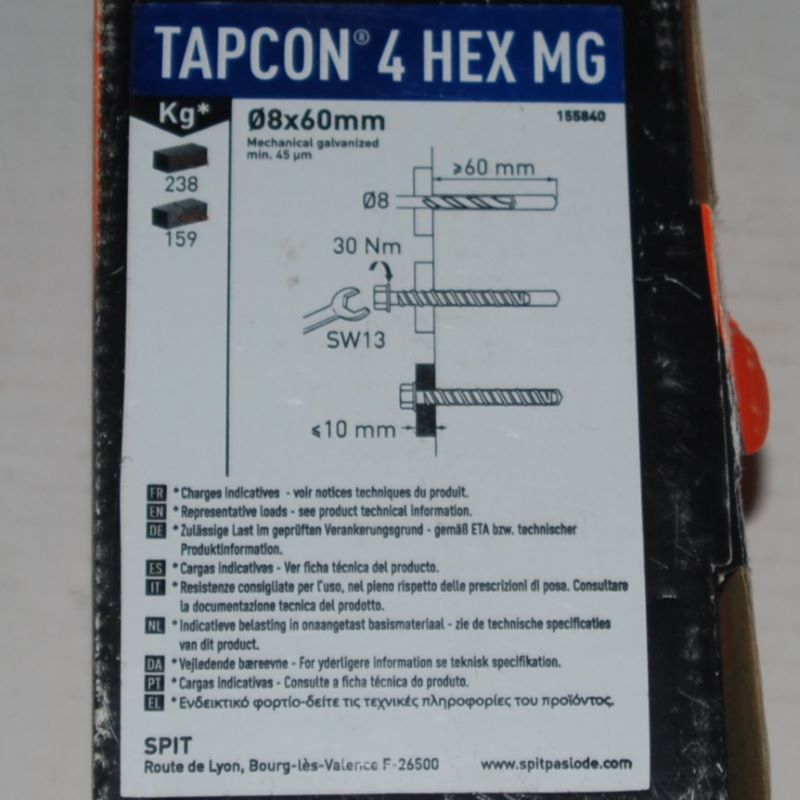 TAPCON® 4 HEX MG
Kg*
Ø8x60mm
155840
Mechanical galvanized
min. 45 µm
238
159
≥60 mm
Ø8
30 Nm
SW13
≤10 mm
FR *Charges indicatives - voir notices techniques du produit.
EN *Representative loads - see product technical information.
DE *Zulässige Last im geprüften Verankerungsgrund - gemäß ETA bzw. technischer
Produktinformation.
ES *Cargas indicativas - Ver ficha técnica del producto.
IT *Resistenze consigliate per l'uso, nel pieno rispetto delle prescrizioni di posa. Consultare
la documentazione tecnica del prodotto.
NL *Indicatieve belasting in onaangetast basismateriaal - zie de technische specificaties
van dit product.
DA *Vejledende bæreevne - For yderligere information se teknisk specifikation.
PT *Cargas indicativas - Consulte a ficha técnica do produto.
EL *Ενδεικτικό φορτίο-δείτε τις τεχνικές πληροφορίες του προϊόντος.
SPIT
Route de Lyon, Bourg-lès-Valence F-26500
www.spitpaslode.com